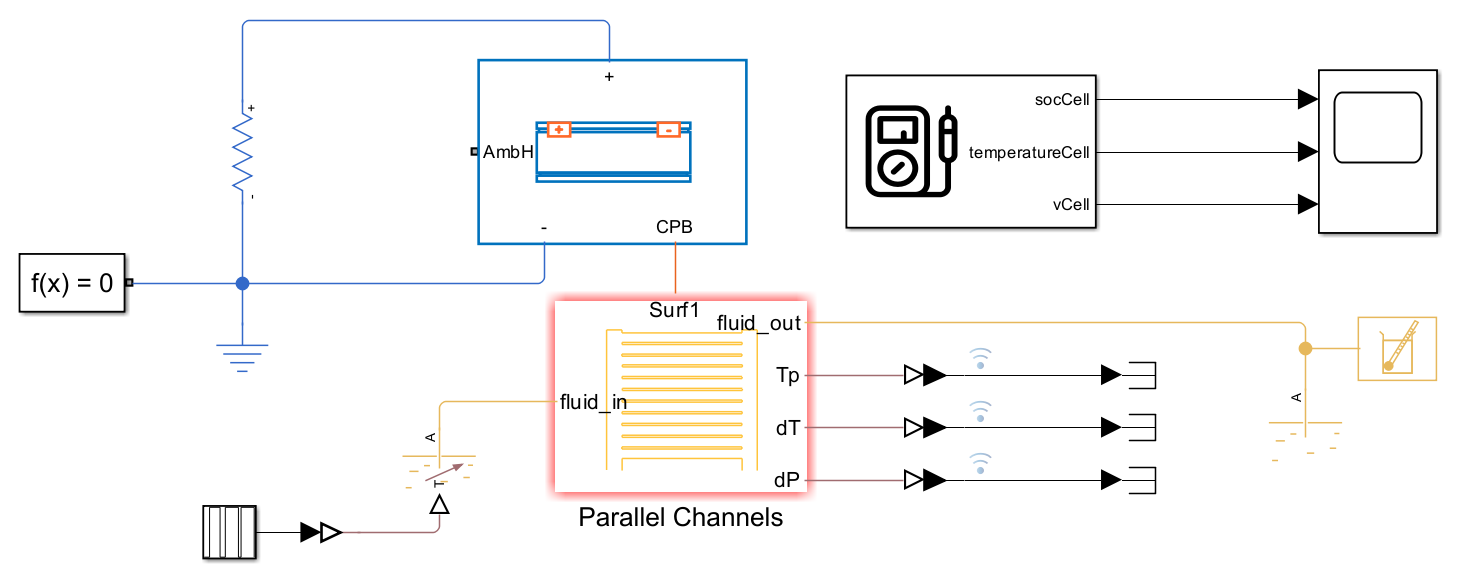 +
+
AmbH
+
-
-
CPB
-
f(x) = 0
socCell
temperatureCell
vCell
Surf1
fluid_out
Tp
fluid_in
dT
dP
A
T
A
Parallel Channels